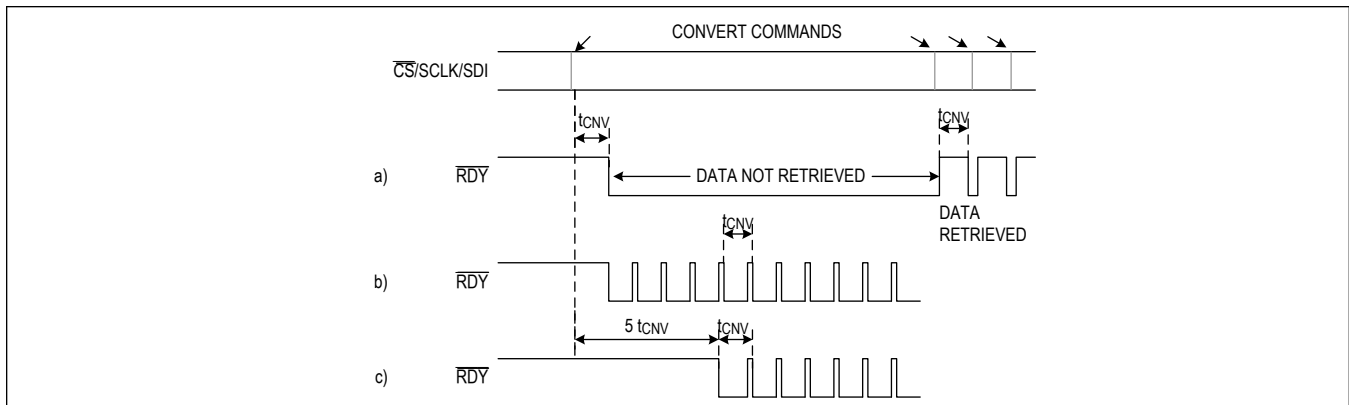 CONVERT COMMANDS
CS/SCLK/SDI
tCNV
tCNV
a) RDY
DATA NOT RETRIEVED
DATA
RETRIEVED
tCNV
b) RDY
5 tCNV
tCNV
c) RDY